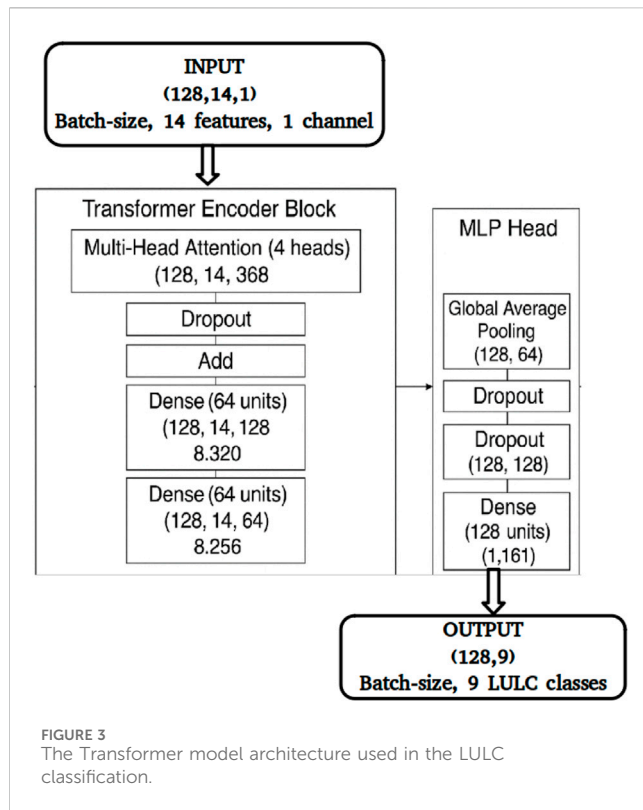 INPUT
(128,14,1)
Batch-size, 14 features, 1 channel
Transformer Encoder Block
Multi-Head Attention (4 heads)
(128, 14, 368
Dropout
Add
Dense (64 units)
(128, 14, 128
8.320
Dense (64 units)
(128, 14, 64)
8.256
MLP Head
Global Average
Pooling
(128, 64)
Dropout
Dropout
(128, 128)
Dense
(128 units)
(1,161)
OUTPUT
(128,9)
Batch-size, 9 LULC classes
FIGURE 3
The Transformer model architecture used in the LULC
classification.